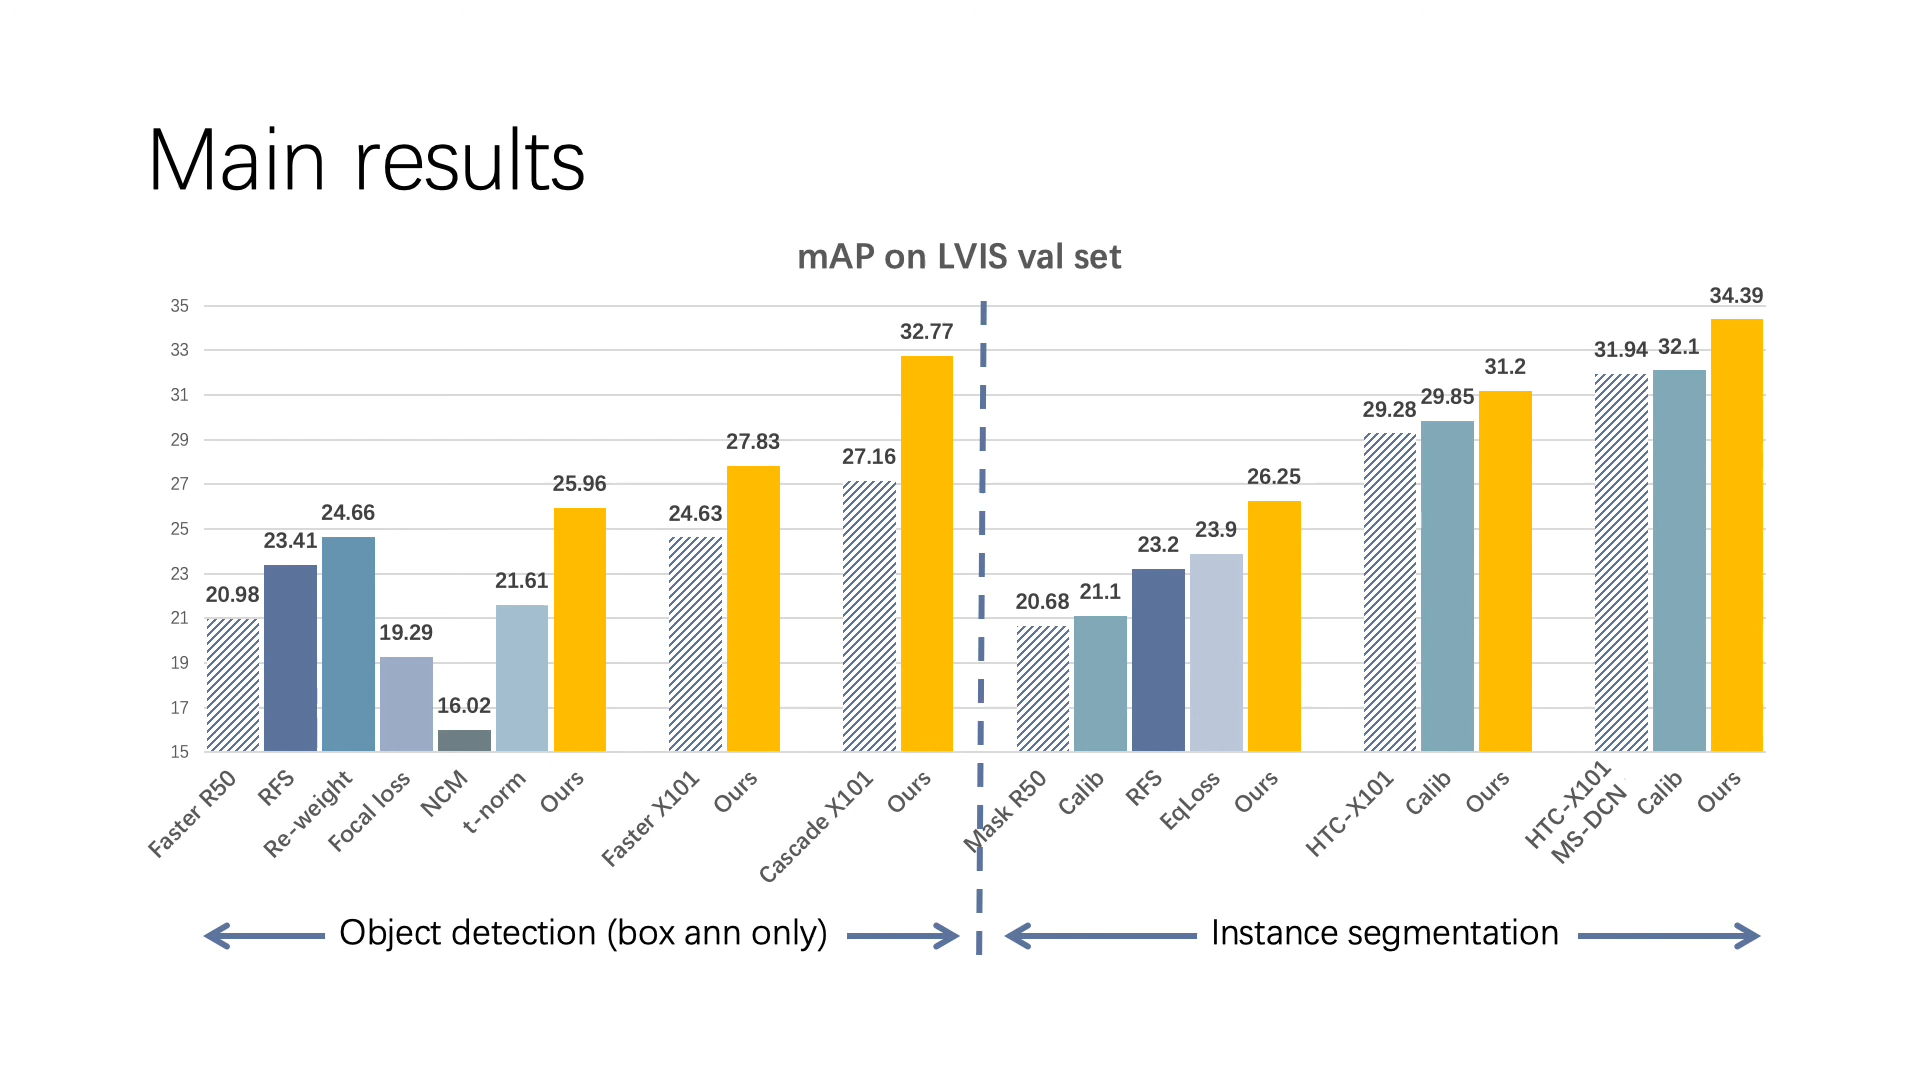 Main results
mAP on LVIS val set
35
33
31
29
27
25
23
21
19
17
15
20.98
23.41
24.66
19.29
16.02
21.61
25.96
24.63
27.83
27.16
32.77
20.68
21.1
23.2
23.9
26.25
29.28
29.85
31.2
31.94
32.1
34.39
Faster R50
RFS
Re-weight
Focal loss
NCM
t-norm
Ours
Faster X101
Ours
Cascade X101
Ours
Mask R50
Calib
RFS
EqLoss
Ours
HTC-X101
Calib
Ours
HTC-X101
MS-DCN
Calib
Ours
Object detection (box ann only)
Instance segmentation